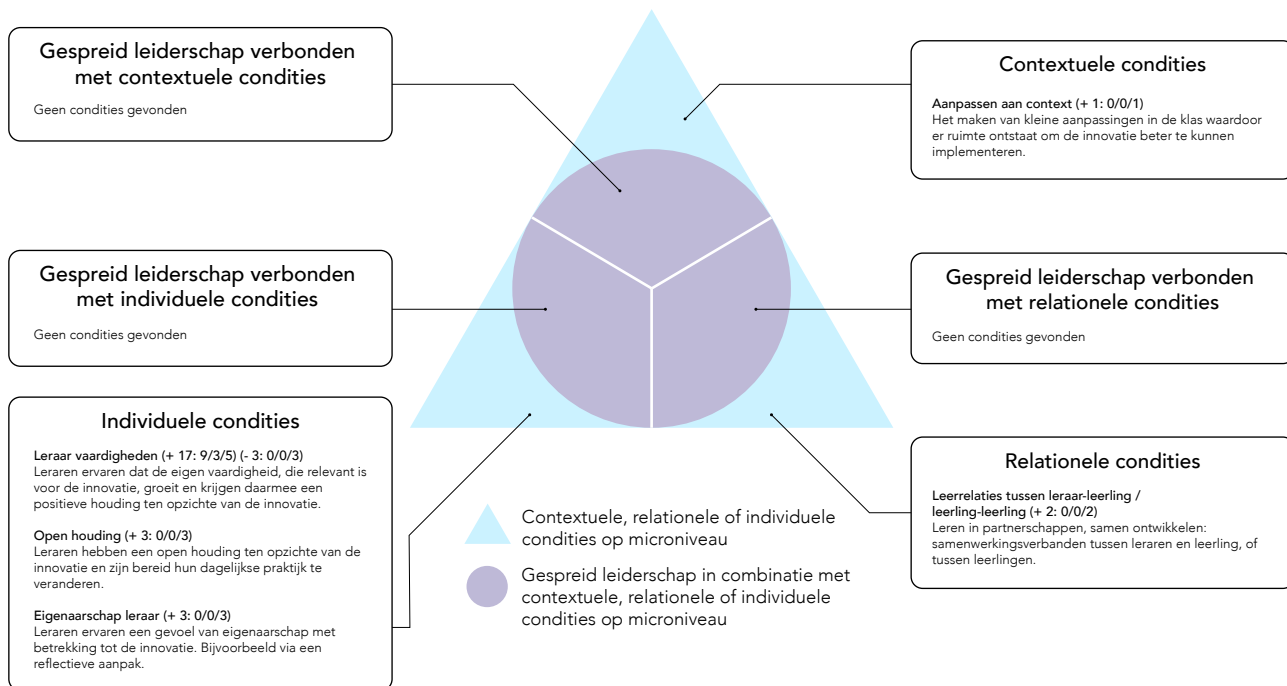 Gespreid leiderschap verbonden
met contextuele condities
Geen condities gevonden
Contextuele condities
Aanpassen aan context (+ 1: 0/0/1)
Het maken van kleine aanpassingen in de klas waardoor
er ruimte ontstaat om de innovatie beter te kunnen
implementeren.
Gespreid leiderschap verbonden
met individuele condities
Geen condities gevonden
Gespreid leiderschap verbonden
met relationele condities
Geen condities gevonden
Individuele condities
Leraar vaardigheden (+ 17: 9/3/5) (- 3: 0/0/3)
Leraren ervaren dat de eigen vaardigheid, die relevant is
voor de innovatie, groeit en krijgen daarmee een
positieve houding ten opzichte van de innovatie.
Open houding (+ 3: 0/0/3)
Leraren hebben een open houding ten opzichte van de
innovatie en zijn bereid hun dagelijkse praktijk te
veranderen.
Eigenaarschap leraar (+ 3: 0/0/3)
Leraren ervaren een gevoel van eigenaarschap met
betrekking tot de innovatie. Bijvoorbeeld via een
reflectieve aanpak.
Relationele condities
Leerrelaties tussen leraar-leerling /
leerling-leerling (+ 2: 0/0/2)
Leren in partnerschappen, samen ontwikkelen:
samenwerkingsverbanden tussen leraren en leerling, of
tussen leerlingen.
Contextuele, relationele of individuele
condities op microniveau
Gespreid leiderschap in combinatie met
contextuele, relationele of individuele
condities op microniveau